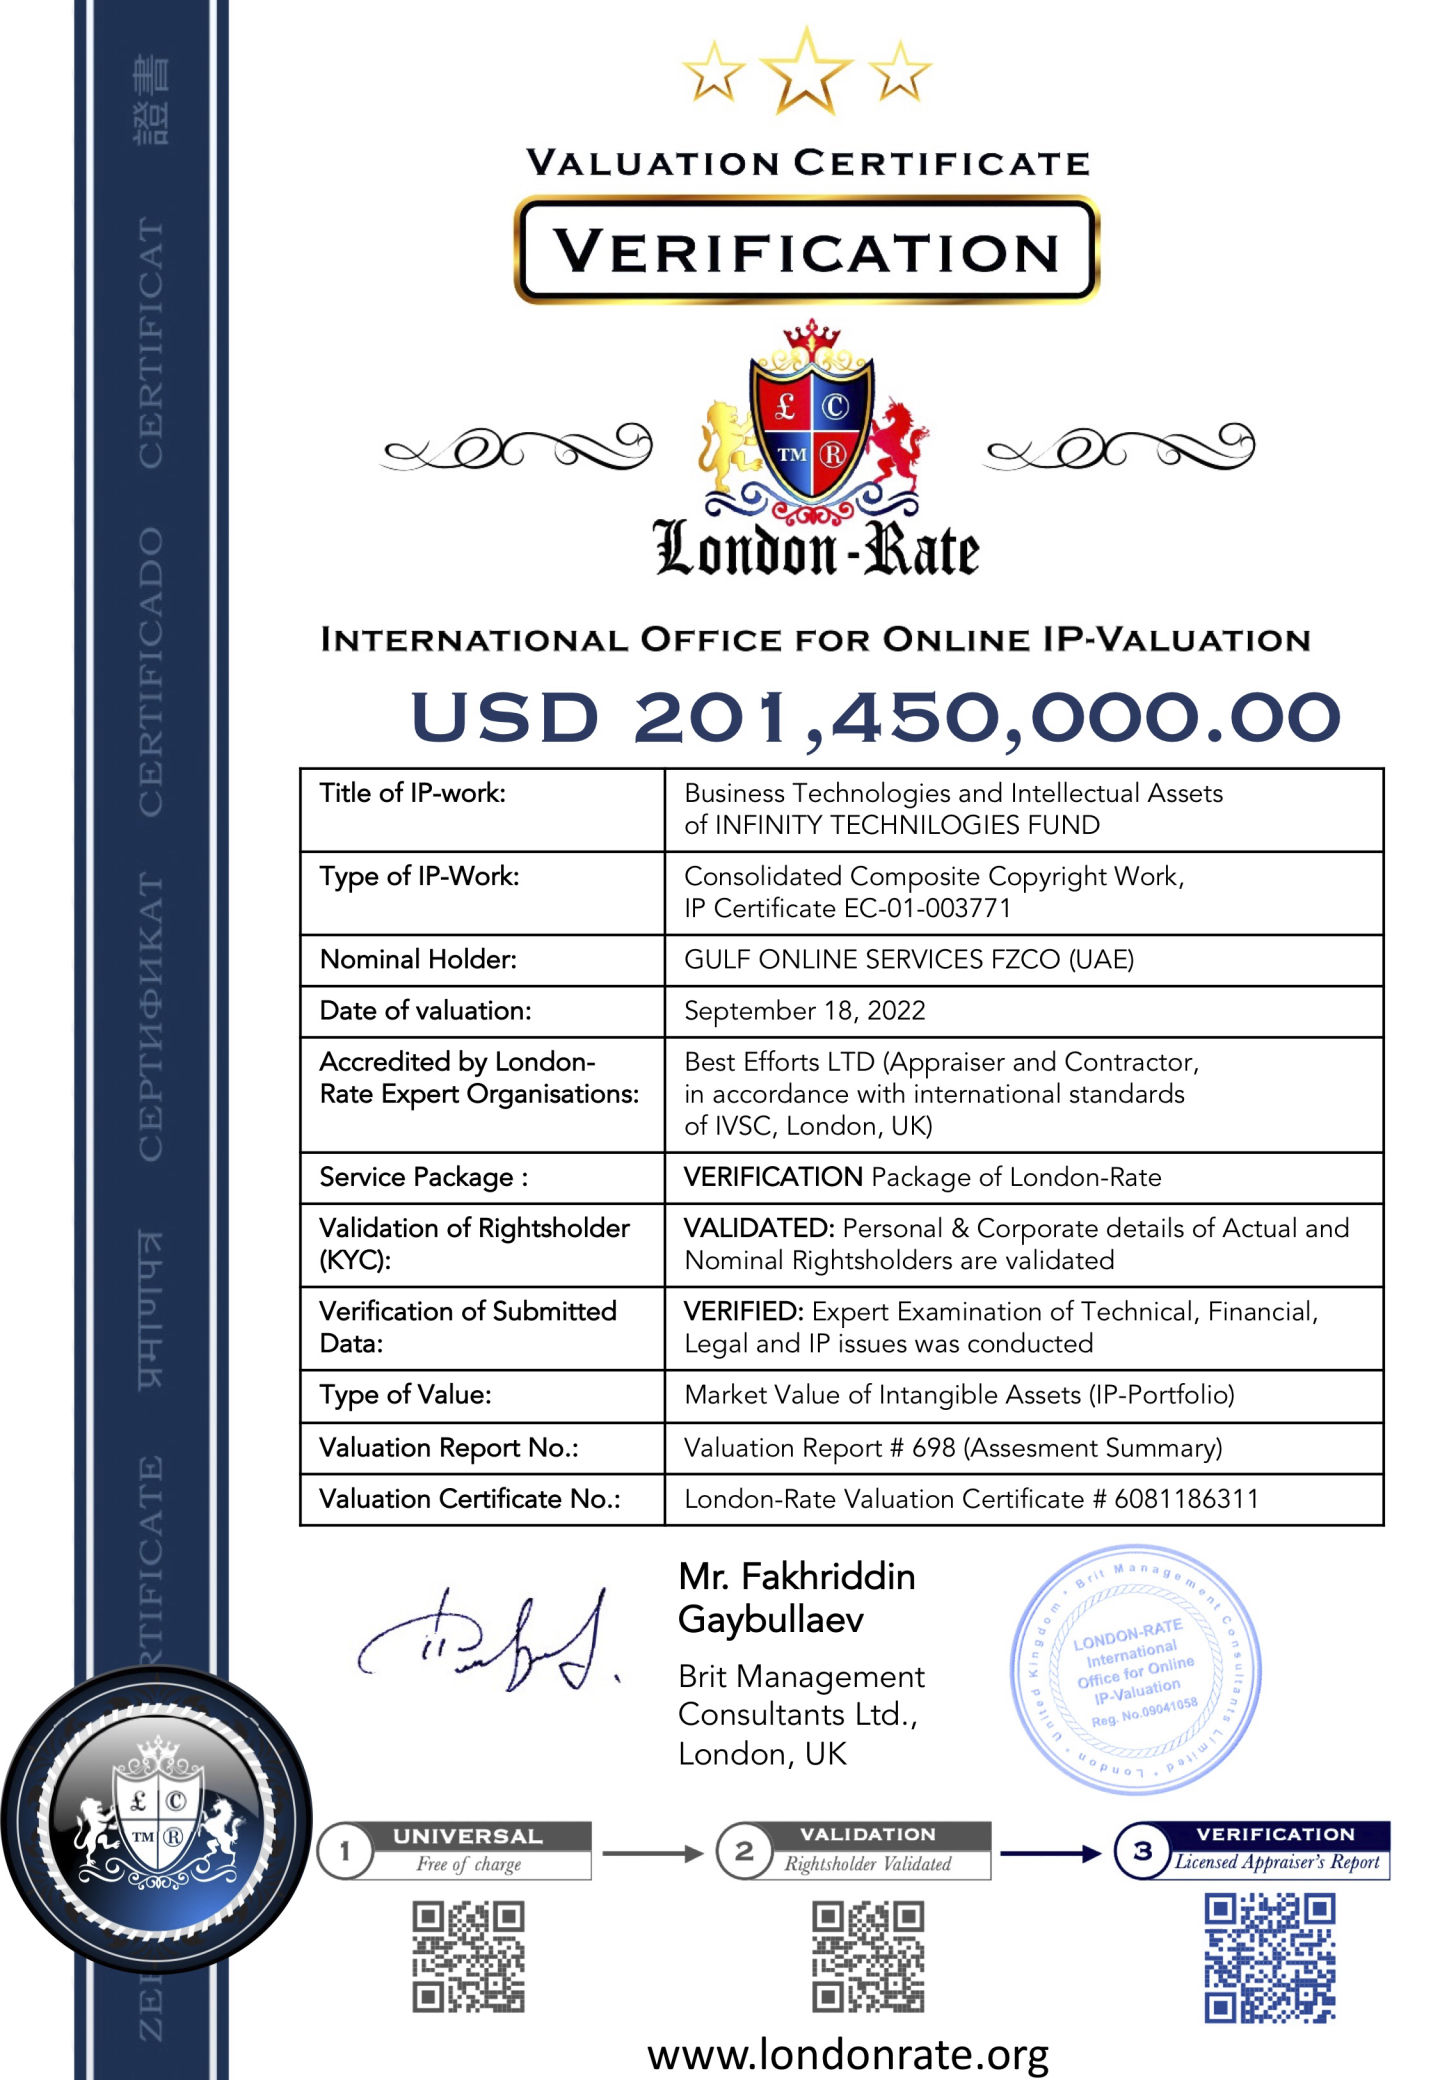 VALUATION CERTIFICATE
VERIFICATION
£ ©
TM ®
London-Rate
INTERNATIONAL OFFICE FOR ONLINE IP-VALUATION
USD 201,450,000.00
Title of IP-work:
Business Technologies and Intellectual Assets
of INFINITY TECHNILOGIES FUND
Type of IP-Work:
Consolidated Composite Copyright Work,
IP Certificate EC-01-003771
Nominal Holder:
GULF ONLINE SERVICES FZCO (UAE)
Date of valuation:
September 18, 2022
Accredited by London-
Rate Expert Organisations:
Best Efforts LTD (Appraiser and Contractor,
in accordance with international standards
of IVSC, London, UK)
Service Package :
VERIFICATION Package of London-Rate
Validation of Rightsholder
(KYC):
VALIDATED: Personal & Corporate details of Actual and
Nominal Rightsholders are validated
Verification of Submitted
Data:
VERIFIED: Expert Examination of Technical, Financial,
Legal and IP issues was conducted
Type of Value:
Market Value of Intangible Assets (IP-Portfolio)
Valuation Report No.:
Valuation Report # 698 (Assesment Summary)
Valuation Certificate No.:
London-Rate Valuation Certificate # 6081186311
Mr. Fakhriddin
Gaybullaev
Brit Management
Consultants Ltd.,
London, UK
Brit Management Consultants Limited • London • United Kingdom •
LONDON-RATE
International
Office for Online
IP-Valuation
Reg. No.09041058
1 UNIVERSAL
Free of charge
2 VALIDATION
Rightsholder Validated
3 VERIFICATION
Licensed Appraiser's Report
www.londonrate.org
ZER CERTIFICATE प्रमाणपत्र СЕРТИФИКАТ CERTIFICADO CERTIFICAT 證書
£ ©
TM ®